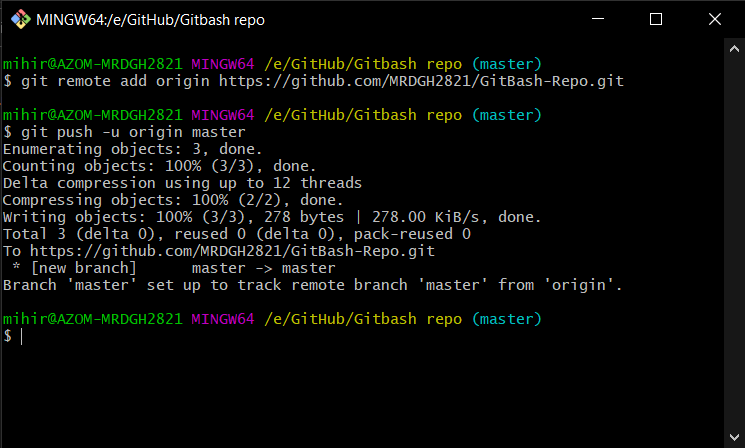 MINGW64:/e/GitHub/Gitbash repo
mihir@AZOM-MRDGH2821 MINGW64 /e/GitHub/Gitbash repo (master)
$ git remote add origin https://github.com/MRDGH2821/GitBash-Repo.git
mihir@AZOM-MRDGH2821 MINGW64 /e/GitHub/Gitbash repo (master)
$ git push -u origin master
Enumerating objects: 3, done.
Counting objects: 100% (3/3), done.
Delta compression using up to 12 threads
Compressing objects: 100% (2/2), done.
Writing objects: 100% (3/3), 278 bytes | 278.00 KiB/s, done.
Total 3 (delta 0), reused 0 (delta 0), pack-reused 0
To https://github.com/MRDGH2821/GitBash-Repo.git
 * [new branch]      master -> master
Branch 'master' set up to track remote branch 'master' from 'origin'.
mihir@AZOM-MRDGH2821 MINGW64 /e/GitHub/Gitbash repo (master)
$